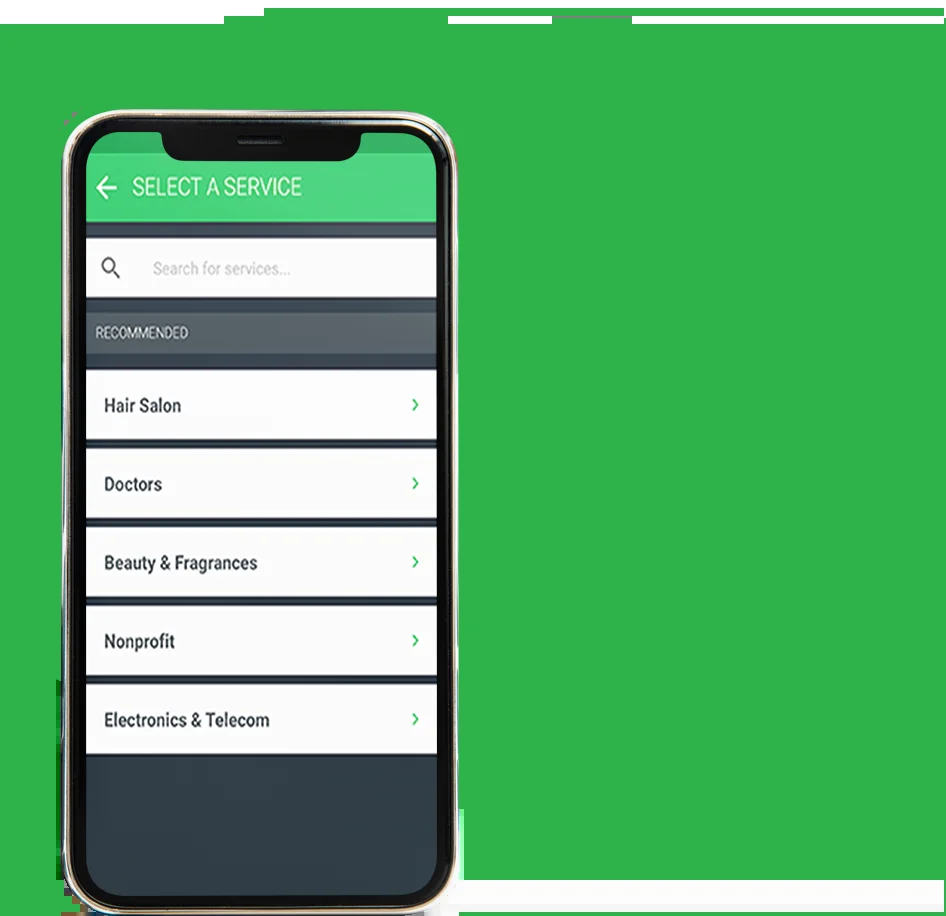 SELECT A SERVICE
Search for services...
RECOMMENDED
Hair Salon
Doctors
Beauty & Fragrances
Nonprofit
Electronics & Telecom